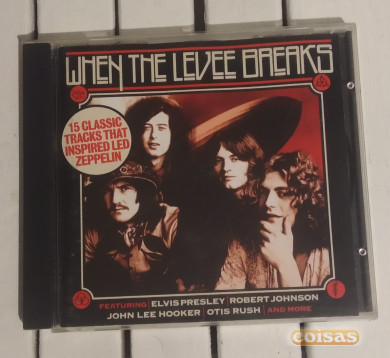 WHEN THE LEVEE BREAKS
15 CLASSIC
TRACKS THAT
INSPIRED LED
ZEPPELIN
FEATURING | ELVIS PRESLEY | ROBERT JOHNSON
JOHN LEE HOOKER | OTIS RUSH | AND MORE
coisas